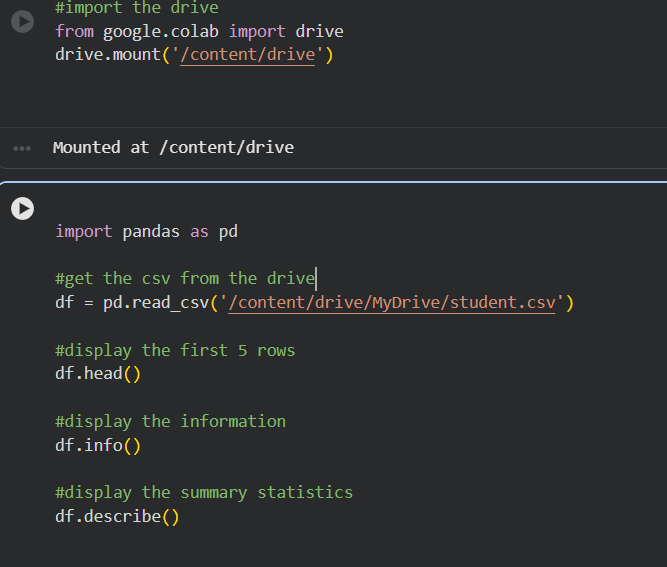 #import the drive
from google.colab import drive
drive.mount('/content/drive')
Mounted at /content/drive
import pandas as pd
#get the csv from the drive
df = pd.read_csv('/content/drive/MyDrive/student.csv')
#display the first 5 rows
df.head()
#display the information
df.info()
#display the summary statistics
df.describe()